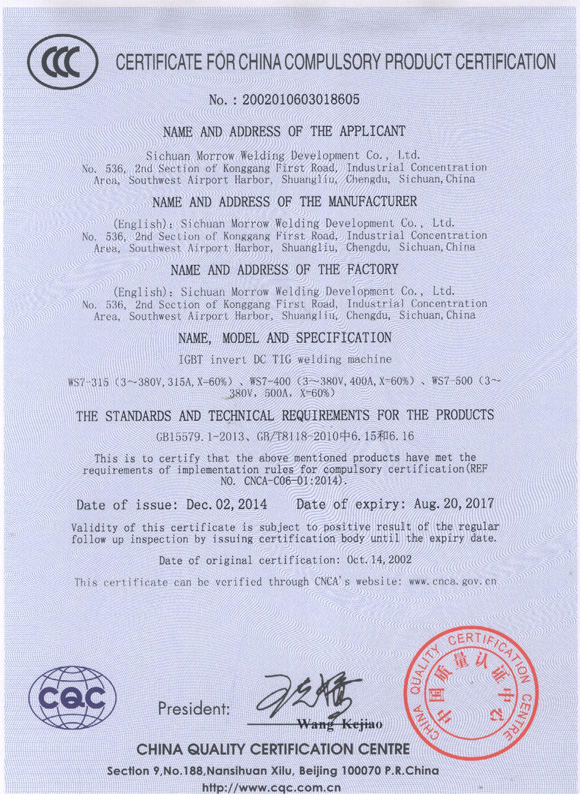 CCC
CERTIFICATE FOR CHINA COMPULSORY PRODUCT CERTIFICATION
No. : 2002010603018605
NAME AND ADDRESS OF THE APPLICANT
Sichuan Morrow Welding Development Co., Ltd.
No. 536, 2nd Section of Konggang First Road, Industrial Concentration
Area, Southwest Airport Harbor, Shuangliu, Chengdu, Sichuan,China
NAME AND ADDRESS OF THE MANUFACTURER
(English): Sichuan Morrow Welding Development Co., Ltd.
No. 536, 2nd Section of Konggang First Road, Industrial Concentration
Area, Southwest Airport Harbor, Shuangliu, Chengdu, Sichuan,China
NAME AND ADDRESS OF THE FACTORY
(English): Sichuan Morrow Welding Development Co., Ltd.
No. 536, 2nd Section of Konggang First Road, Industrial Concentration
Area, Southwest Airport Harbor, Shuangliu, Chengdu, Sichuan,China
NAME, MODEL AND SPECIFICATION
IGBT invert DC TIG welding machine
WS7-315 (3～380V,315A,X=60%) 、WS7-400 (3～380V,400A,X=60%) 、WS7-500 (3～
380V, 500A, X=60%)
THE STANDARDS AND TECHNICAL REQUIREMENTS FOR THE PRODUCTS
GB15579.1-2013、GB/T8118-2010中6.15和6.16
This is to certify that the above mentioned products have met the
requirements of implementation rules for compulsory certification(REF
NO. CNCA-C06-01:2014).
Date of issue: Dec. 02, 2014 Date of expiry: Aug. 20, 2017
Validity of this certificate is subject to positive result of the regular
follow up inspection by issuing certification body until the expiry date.
Date of original certification: Oct. 14, 2002
This certificate can be verified through CNCA's website: www.cnca.gov.cn
CQC
President: 王克娇
Wang Kejiao
CHINA QUALITY CERTIFICATION CENTRE
中国质量认证中心
CHINA QUALITY CERTIFICATION CENTRE
Section 9,No.188,Nansihuan Xilu, Beijing 100070 P.R.China
http://www.cqc.com.cn